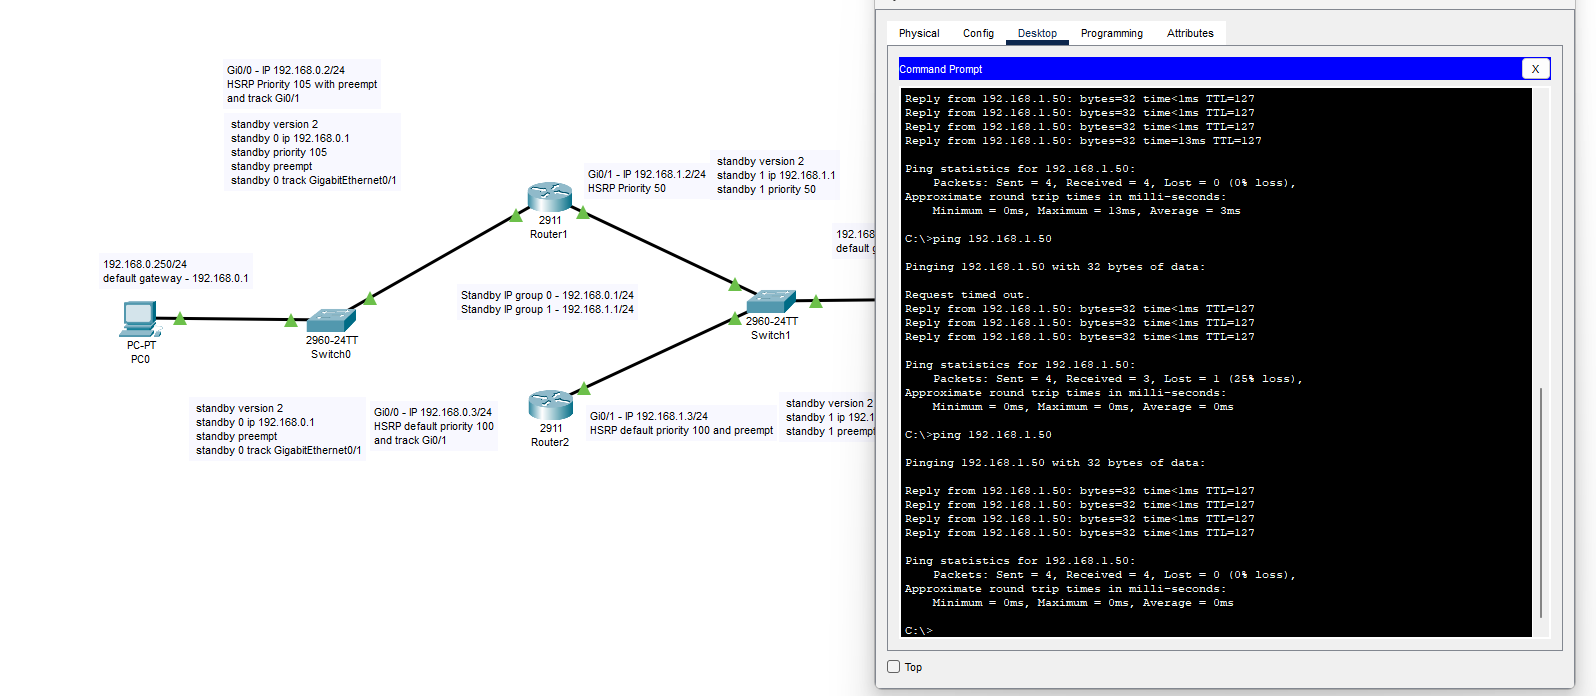 Gi0/0 - IP 192.168.0.2/24
HSRP Priority 105 with preempt
and track Gi0/1
standby version 2
standby 0 ip 192.168.0.1
standby priority 105
standby preempt
standby 0 track GigabitEthernet0/1
Gi0/1 - IP 192.168.1.2/24
HSRP Priority 50
standby version 2
standby 1 ip 192.168.1.1
standby 1 priority 50
2911
Router1
192.168
default g
192.168.0.250/24
default gateway - 192.168.0.1
Standby IP group 0 - 192.168.0.1/24
Standby IP group 1 - 192.168.1.1/24
PC-PT
PC0
2960-24TT
Switch0
2960-24TT
Switch1
standby version 2
standby 0 ip 192.168.0.1
standby preempt
standby 0 track GigabitEthernet0/1
Gi0/0 - IP 192.168.0.3/24
HSRP default priority 100
and track Gi0/1
2911
Router2
Gi0/1 - IP 192.168.1.3/24
HSRP default priority 100 and preempt
standby version 2
standby 1 ip 192.1
standby 1 preempt
Physical Config Desktop Programming Attributes
Command Prompt X
Reply from 192.168.1.50: bytes=32 time<1ms TTL=127
Reply from 192.168.1.50: bytes=32 time<1ms TTL=127
Reply from 192.168.1.50: bytes=32 time<1ms TTL=127
Reply from 192.168.1.50: bytes=32 time=13ms TTL=127
Ping statistics for 192.168.1.50:
Packets: Sent = 4, Received = 4, Lost = 0 (0% loss),
Approximate round trip times in milli-seconds:
Minimum = 0ms, Maximum = 13ms, Average = 3ms
C:\>ping 192.168.1.50
Pinging 192.168.1.50 with 32 bytes of data:
Request timed out.
Reply from 192.168.1.50: bytes=32 time<1ms TTL=127
Reply from 192.168.1.50: bytes=32 time<1ms TTL=127
Reply from 192.168.1.50: bytes=32 time<1ms TTL=127
Ping statistics for 192.168.1.50:
Packets: Sent = 4, Received = 3, Lost = 1 (25% loss),
Approximate round trip times in milli-seconds:
Minimum = 0ms, Maximum = 0ms, Average = 0ms
C:\>ping 192.168.1.50
Pinging 192.168.1.50 with 32 bytes of data:
Reply from 192.168.1.50: bytes=32 time<1ms TTL=127
Reply from 192.168.1.50: bytes=32 time<1ms TTL=127
Reply from 192.168.1.50: bytes=32 time<1ms TTL=127
Reply from 192.168.1.50: bytes=32 time<1ms TTL=127
Ping statistics for 192.168.1.50:
Packets: Sent = 4, Received = 4, Lost = 0 (0% loss),
Approximate round trip times in milli-seconds:
Minimum = 0ms, Maximum = 0ms, Average = 0ms
C:\>
Top